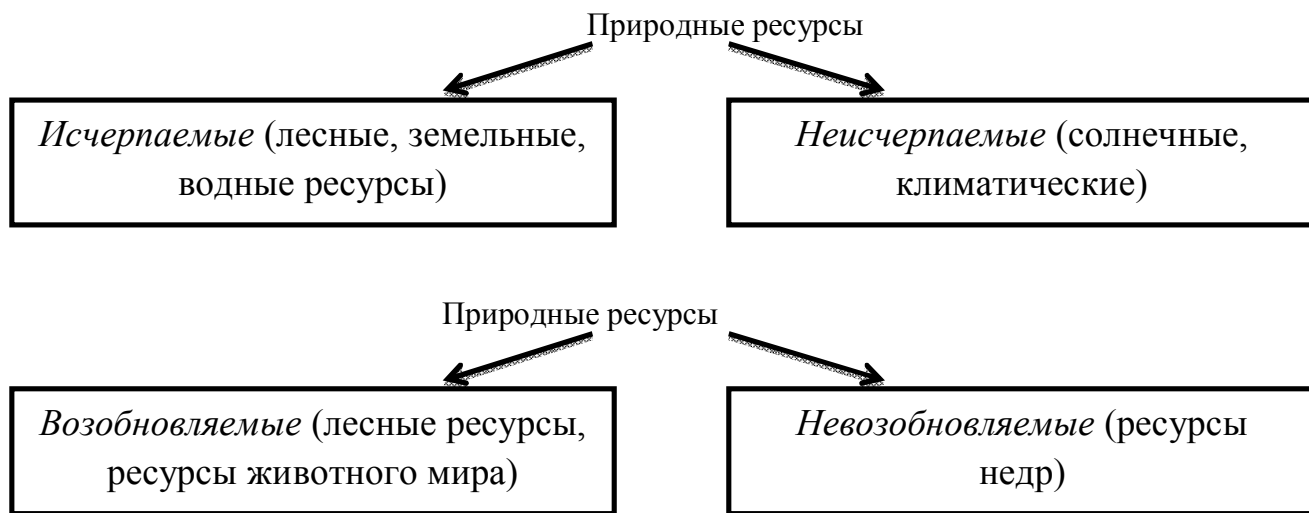 Природные ресурсы
Исчерпаемые (лесные, земельные,
водные ресурсы)
Неисчерпаемые (солнечные,
климатические)
Природные ресурсы
Возобновляемые (лесные ресурсы,
ресурсы животного мира)
Невозобновляемые (ресурсы
недр)